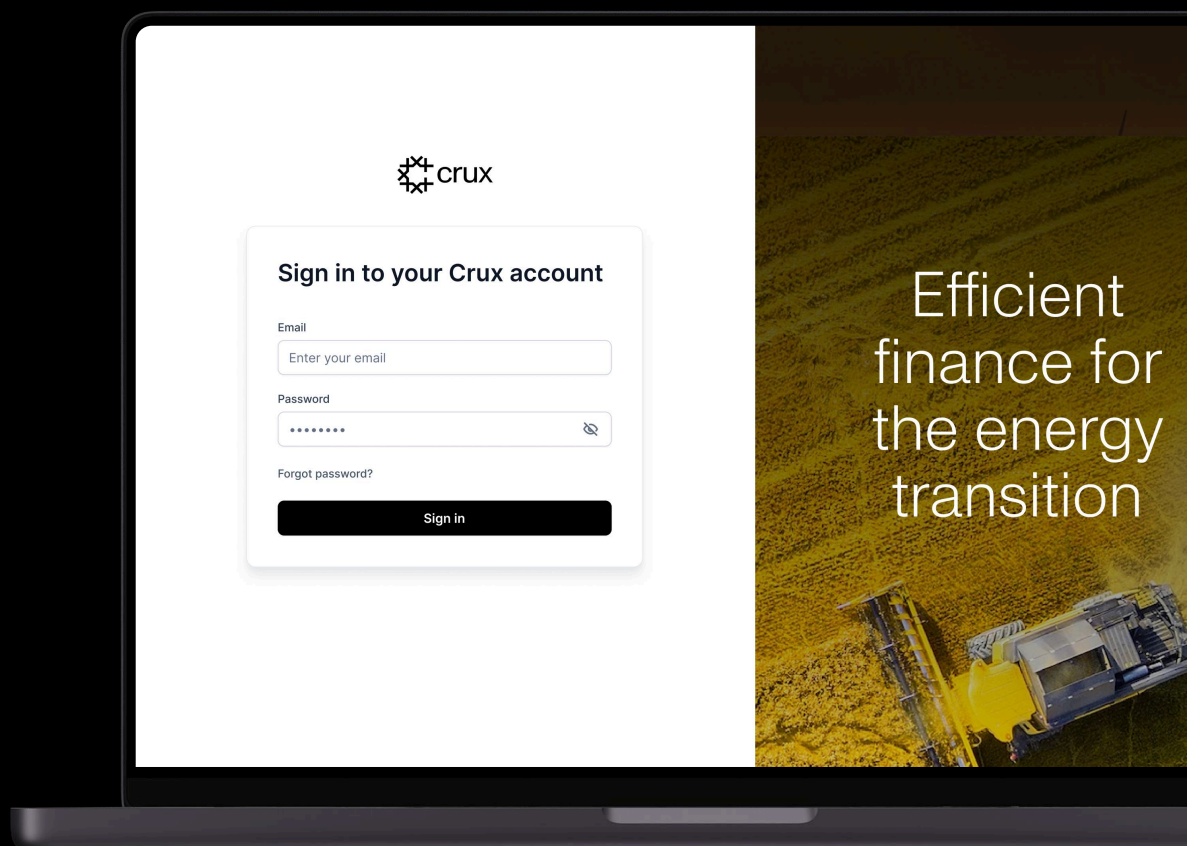 crux
Sign in to your Crux account
Email
Enter your email
Password
••••••••
Forgot password?
Sign in
Efficient
finance for
the energy
transition